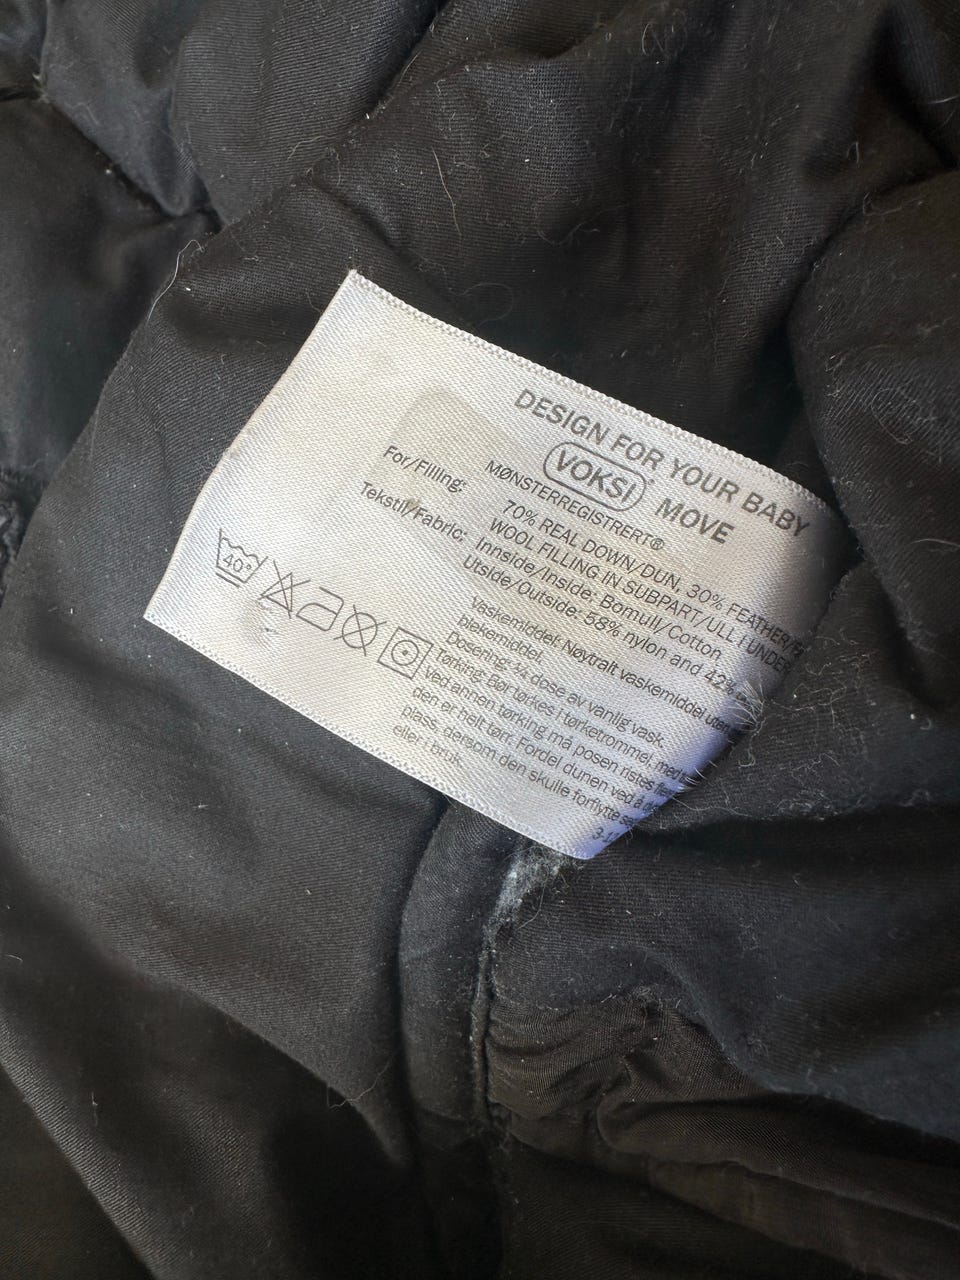 DESIGN FOR YOUR BABY
VOKSI® MOVE
MØNSTERREGISTRERT®
For/Filling: 70% REAL DOWN/DUN, 30% FEATHER/
WOOL FILLING IN SUBPART/ULL I UNDER
Tekstil/Fabric: Innside/Inside: Bomull/Cotton
Utside/Outside: 58% nylon and 42%
40°
Vaskemiddel: Nøytralt vaskemiddel uten
blekemiddel.
Dosering: ¼ dose av vanlig vask.
Tørking: Bør tørkes i tørketrommel, med
ved annen tørking må posen ristes
den er helt tørr. Fordel dunen ved å
plass, dersom den skulle forflytte
eller i bruk.